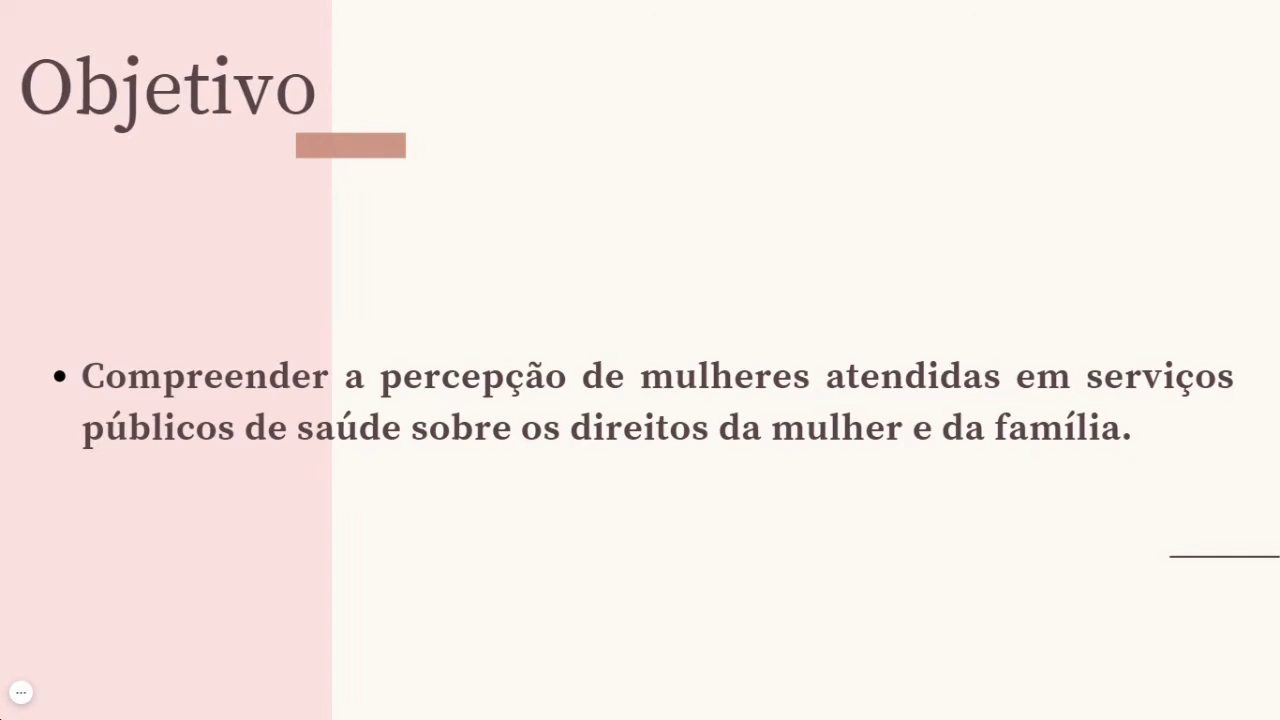 Objetivo
• Compreender a percepção de mulheres atendidas em serviços
públicos de saúde sobre os direitos da mulher e da família.